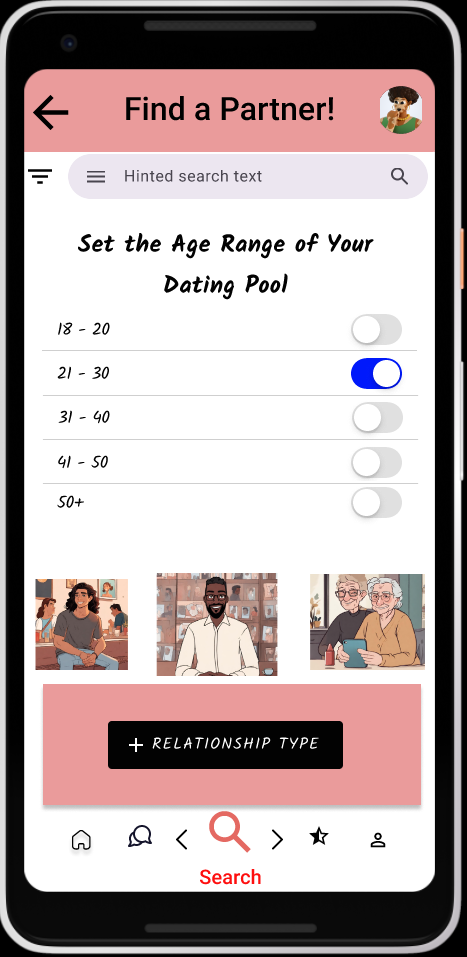 Find a Partner!
Hinted search text
Set the Age Range of Your
Dating Pool
18 - 20
21 - 30
31 - 40
41 - 50
50+
+ RELATIONSHIP TYPE
Search